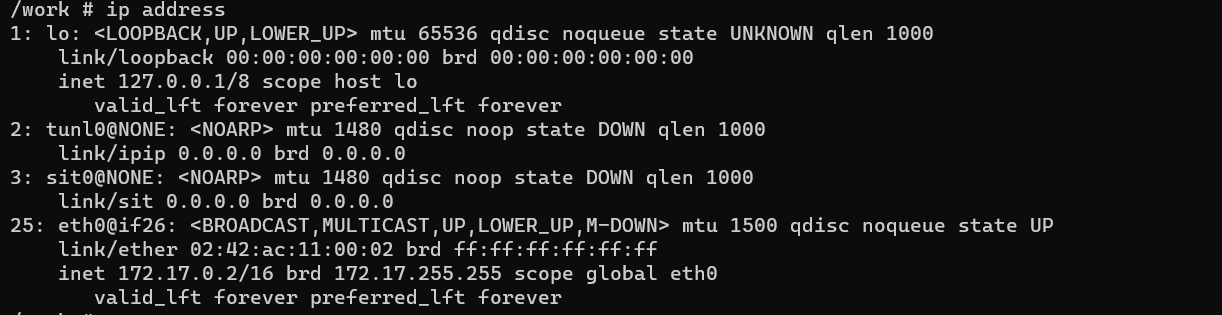 /work # ip address
1: lo: <LOOPBACK,UP,LOWER_UP> mtu 65536 qdisc noqueue state UNKNOWN qlen 1000
    link/loopback 00:00:00:00:00:00 brd 00:00:00:00:00:00
    inet 127.0.0.1/8 scope host lo
       valid_lft forever preferred_lft forever
2: tunl0@NONE: <NOARP> mtu 1480 qdisc noop state DOWN qlen 1000
    link/ipip 0.0.0.0 brd 0.0.0.0
3: sit0@NONE: <NOARP> mtu 1480 qdisc noop state DOWN qlen 1000
    link/sit 0.0.0.0 brd 0.0.0.0
25: eth0@if26: <BROADCAST,MULTICAST,UP,LOWER_UP,M-DOWN> mtu 1500 qdisc noqueue state UP
    link/ether 02:42:ac:11:00:02 brd ff:ff:ff:ff:ff:ff
    inet 172.17.0.2/16 brd 172.17.255.255 scope global eth0
       valid_lft forever preferred_lft forever